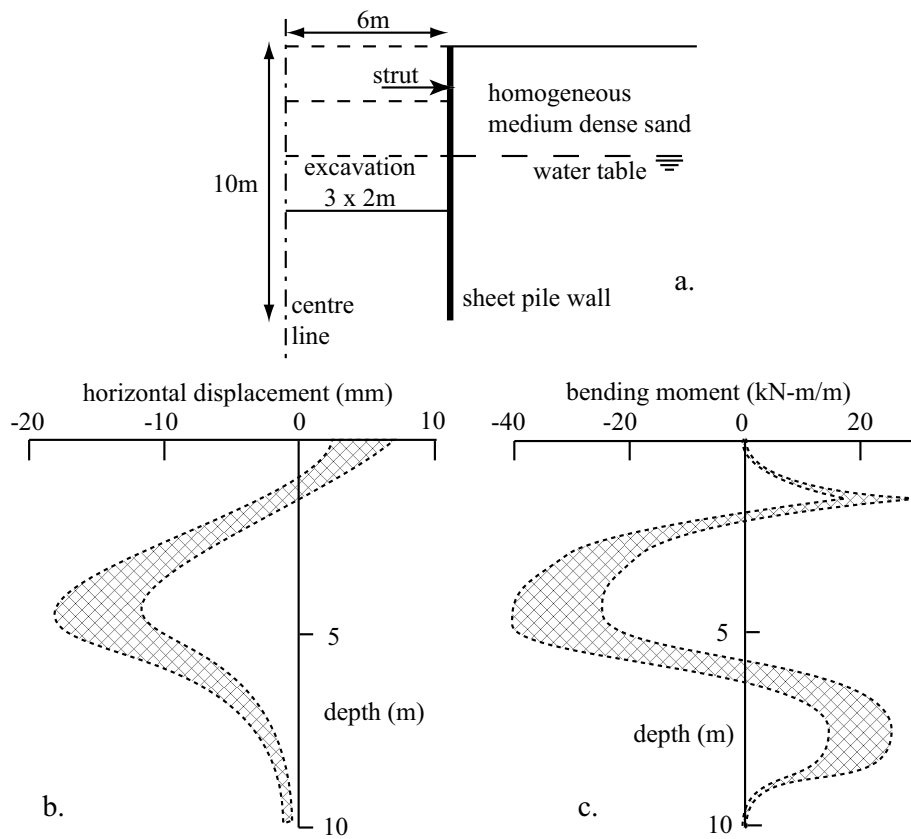 6m
strut
homogeneous
medium dense sand
10m
excavation
3 x 2m
water table
a.
sheet pile wall
centre
line
horizontal displacement (mm)
-20
-10
0
10
5
depth (m)
10
b.
bending moment (kN-m/m)
-40
-20
0
20
5
depth (m)
10
c.